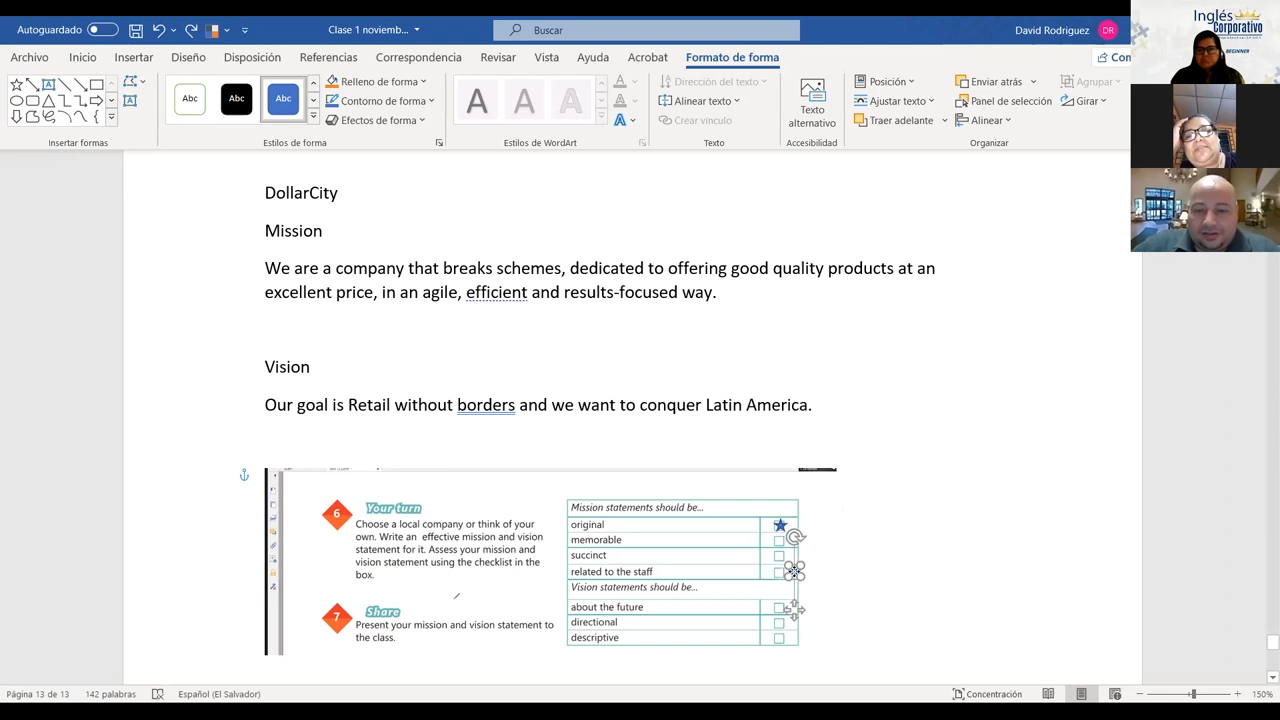 Autoguardado
Clase 1 noviemb...
Buscar
David Rodriguez
DR
Archivo
Inicio
Insertar
Diseño
Disposición
Referencias
Correspondencia
Revisar
Vista
Ayuda
Acrobat
Formato de forma
Com
Abc
Abc
Abc
Relleno de forma
Contorno de forma
Efectos de forma
A
A
A
A
A
A
Dirección del texto
Alinear texto
Crear vínculo
Texto
alternativo
Posición
Ajustar texto
Traer adelante
Enviar atrás
Panel de selección
Alinear
Agrupar
Girar
Insertar formas
Estilos de forma
Estilos de WordArt
Texto
Accesibilidad
Organizar
Inglés
Corporativo
BEGINNER
DollarCity
Mission
We are a company that breaks schemes, dedicated to offering good quality products at an
excellent price, in an agile, efficient and results-focused way.
Vision
Our goal is Retail without borders and we want to conquer Latin America.
6
Your turn
Choose a local company or think of your
own. Write an effective mission and vision
statement for it. Assess your mission and
vision statement using the checklist in the
box.
7
Share
Present your mission and vision statement to
the class.
Mission statements should be...
original
memorable
succinct
related to the staff
Vision statements should be...
about the future
directional
descriptive
Página 13 de 13
142 palabras
Español (El Salvador)
Concentración
150%